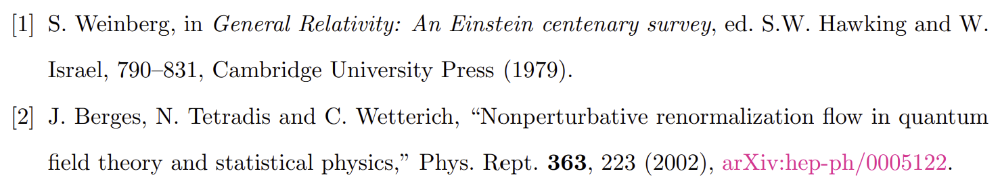 [1] S. Weinberg, in General Relativity: An Einstein centenary survey, ed. S.W. Hawking and W.
Israel, 790–831, Cambridge University Press (1979).
[2] J. Berges, N. Tetradis and C. Wetterich, “Nonperturbative renormalization flow in quantum
field theory and statistical physics,” Phys. Rept. 363, 223 (2002), arXiv:hep-ph/0005122.